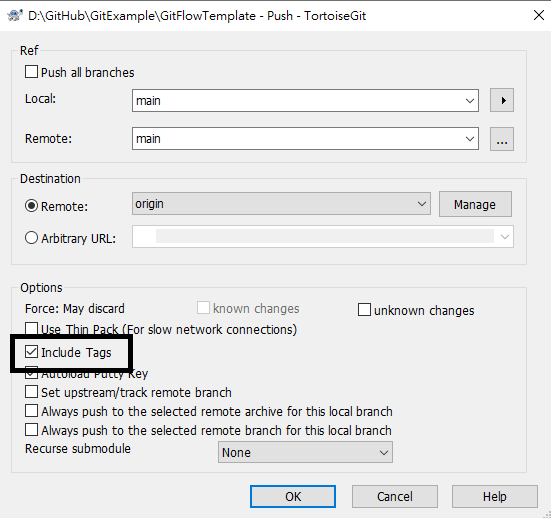 D:\GitHub\GitExample\GitFlowTemplate - Push - TortoiseGit
Ref
Push all branches
Local: main
Remote: main ...
Destination
Remote: origin Manage
Arbitrary URL:
Options
Force: May discard known changes unknown changes
Use Thin Pack (For slow network connections)
Include Tags
Autoload Putty Key
Set upstream/track remote branch
Always push to the selected remote archive for this local branch
Always push to the selected remote branch for this local branch
Recurse submodule None
OK Cancel Help